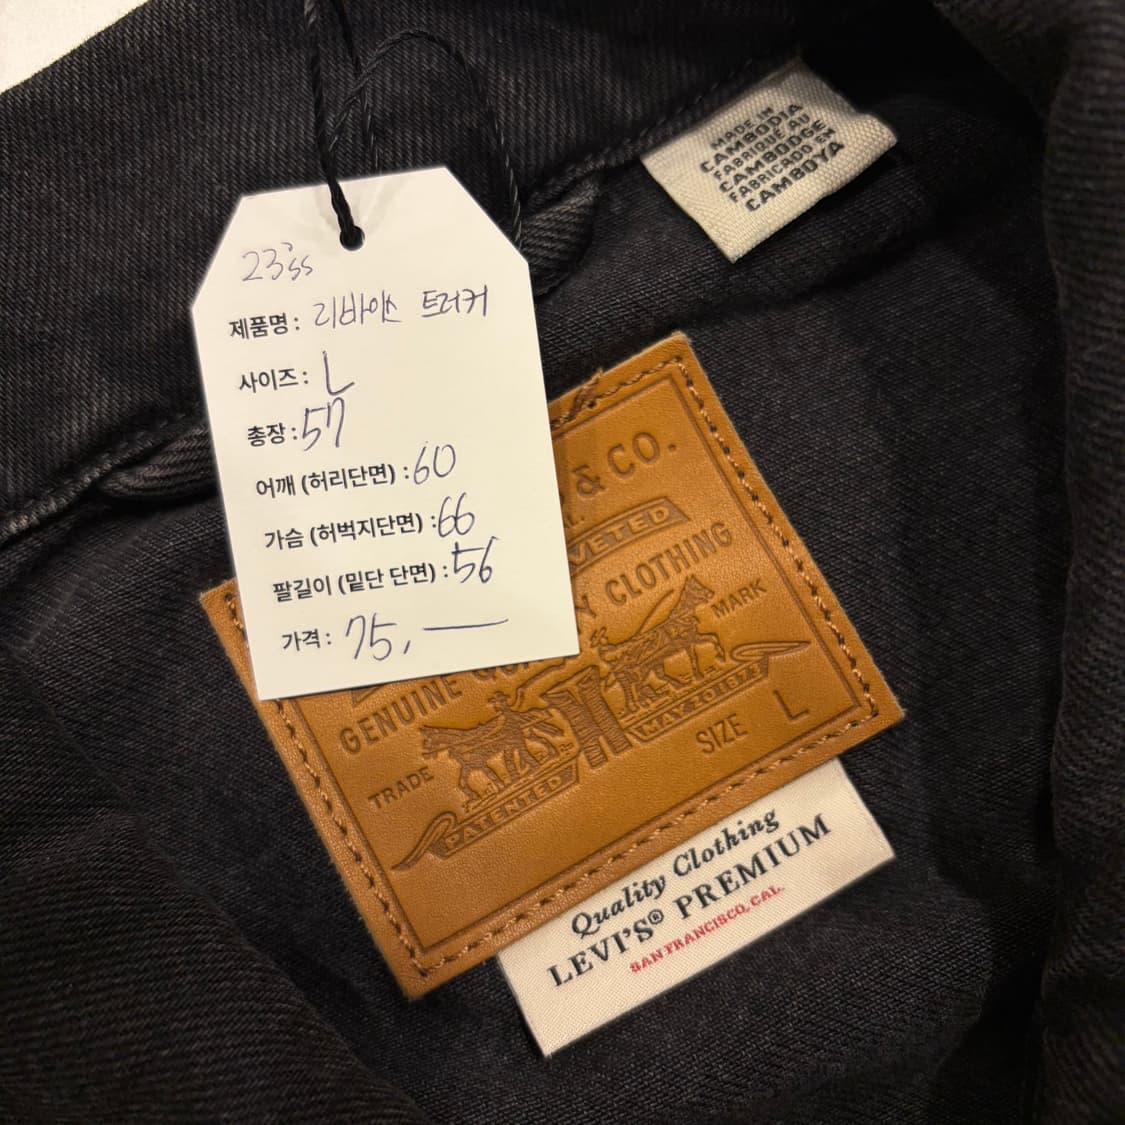 MADE IN
CAMBODIA
FABRIQUÉ AU
CAMBODGE
FABRICADO EN
CAMBOYA
23'SS
제품명: 리바이스 트러커
사이즈: L
총장:57
어깨 (허리단면) :60
가슴 (허벅지단면) :66
팔길이 (밑단 단면) :56
가격: 75,—
& CO.
CLOTHING
GENUINE
TRADE MARK
PATENTED MAY 20 1873
SIZE L
Quality Clothing
LEVI'S® PREMIUM
SAN FRANCISCO, CAL.